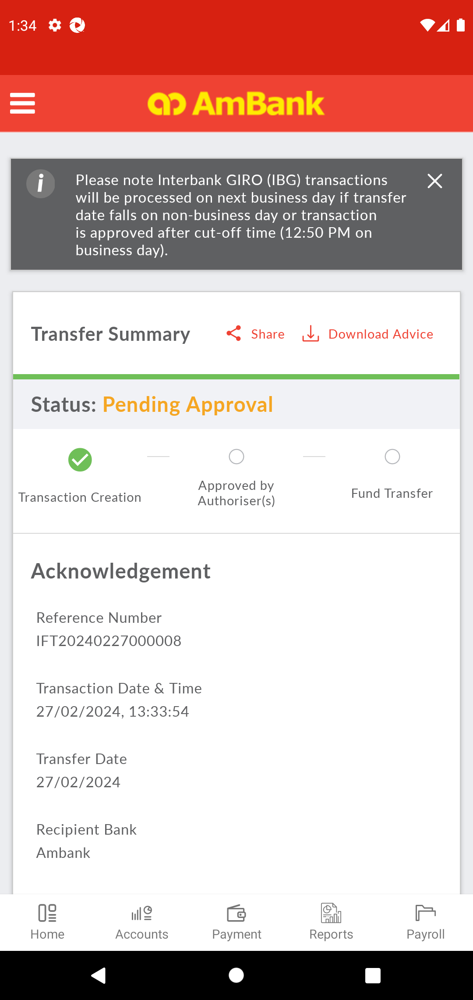 1:34
AmBank
Please note Interbank GIRO (IBG) transactions
will be processed on next business day if transfer
date falls on non-business day or transaction
is approved after cut-off time (12:50 PM on
business day).
Transfer Summary Share Download Advice
Status: Pending Approval
Transaction Creation
Approved by
Authoriser(s)
Fund Transfer
Acknowledgement
Reference Number
IFT20240227000008
Transaction Date & Time
27/02/2024, 13:33:54
Transfer Date
27/02/2024
Recipient Bank
Ambank
Home Accounts Payment Reports Payroll